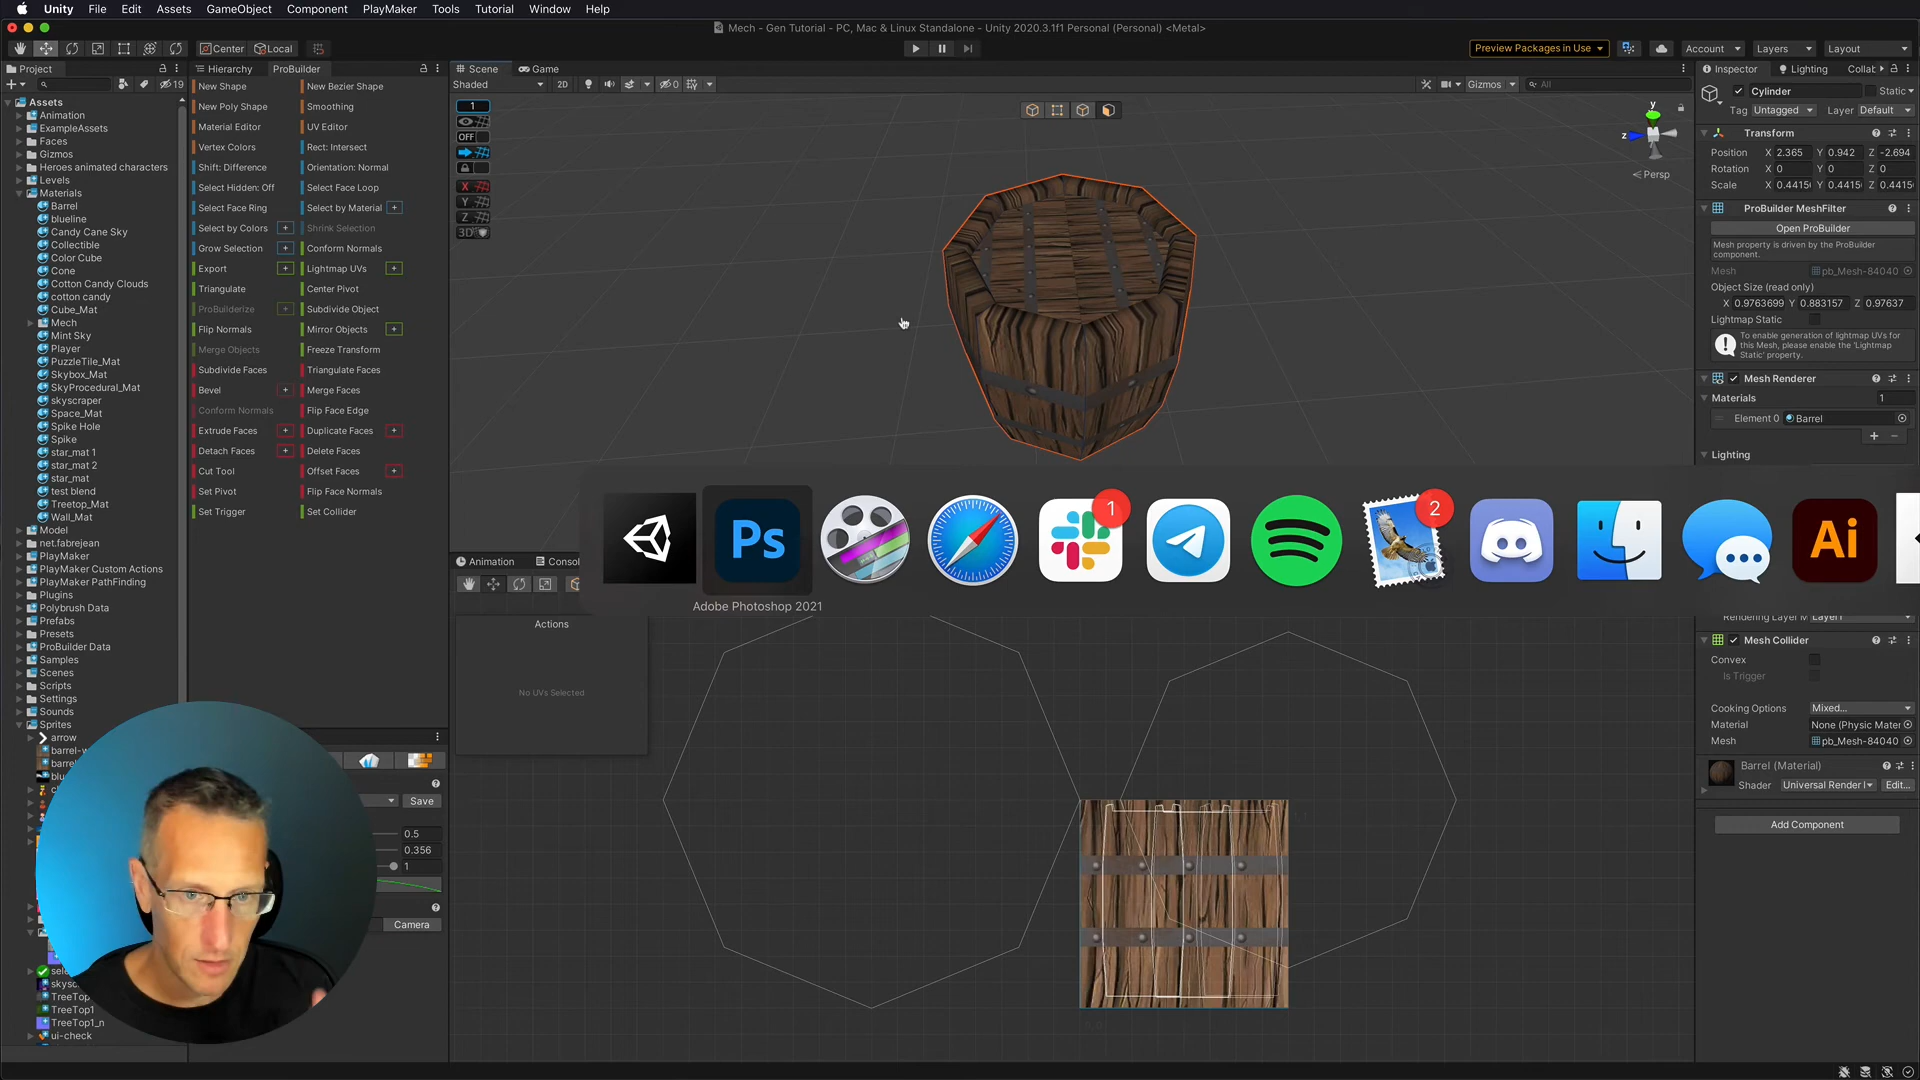 Unity File Edit Assets GameObject Component PlayMaker Tools Tutorial Window Help
Mech - Gen Tutorial - PC, Mac & Linux Standalone - Unity 2020.3.1f1 Personal (Personal) <Metal>
Center Local Preview Packages in Use Account Layers Layout
Project
19
Assets
Animation
ExampleAssets
Faces
Gizmos
Heroes animated characters
Levels
Materials
Barrel
blueline
Candy Cane Sky
Collectible
Color Cube
Cone
Cotton Candy Clouds
cotton candy
Cube_Mat
Mech
Mint Sky
Player
PuzzleTile_Mat
Skybox_Mat
SkyProcedural_Mat
skyscraper
Space_Mat
Spike Hole
Spike
star_mat 1
star_mat 2
star_mat
test blend
Treetop_Mat
Wall_Mat
Model
net.fabrejean
PlayMaker
PlayMaker Custom Actions
PlayMaker PathFinding
Plugins
Polybrush Data
Prefabs
Presets
ProBuilder Data
Samples
Scenes
Scripts
Settings
Sounds
Sprites
arrow
TreeTop1
TreeTop1_n
ui-check
Hierarchy ProBuilder
New Shape New Bezier Shape
New Poly Shape Smoothing
Material Editor UV Editor
Vertex Colors Rect: Intersect
Shift: Difference Orientation: Normal
Select Hidden: Off Select Face Loop
Select Face Ring Select by Material +
Select by Colors + Shrink Selection
Grow Selection + Conform Normals
Export + Lightmap UVs +
Triangulate Center Pivot
ProBuilderize + Subdivide Object
Flip Normals Mirror Objects +
Merge Objects Freeze Transform
Subdivide Faces Triangulate Faces
Bevel + Merge Faces
Conform Normals Flip Face Edge
Extrude Faces + Duplicate Faces +
Detach Faces + Delete Faces
Cut Tool Offset Faces +
Set Pivot Flip Face Normals
Set Trigger Set Collider
Save
0.5
0.356
1
Camera
Scene Game
Shaded 2D 0 Gizmos All
1
OFF
X
Y
Z
3D
y
z
Persp
Ps
1
2
Ai
Adobe Photoshop 2021
Animation
Actions
No UVs Selected
Inspector Lighting
Cylinder Static
Tag Untagged Layer Default
Transform
Position X 2.365 Y 0.942 Z -2.694
Rotation X 0 Y 0 Z 0
Scale X 0.4415 Y 0.4415 Z 0.4415
ProBuilder MeshFilter
Open ProBuilder
Mesh property is driven by the ProBuilder
component.
Mesh pb_Mesh-84040
Object Size (read only)
X 0.9763699 Y 0.883157 Z 0.97637
Lightmap Static
To enable generation of lightmap UVs for
this Mesh, please enable the 'Lightmap
Static' property.
Mesh Renderer
Materials 1
Element 0 Barrel
+ −
Lighting
Mesh Collider
Convex
Is Trigger
Cooking Options Mixed...
Material None (Physic Mater
Mesh pb_Mesh-84040
Barrel (Material)
Shader Universal Render Edit...
Add Component